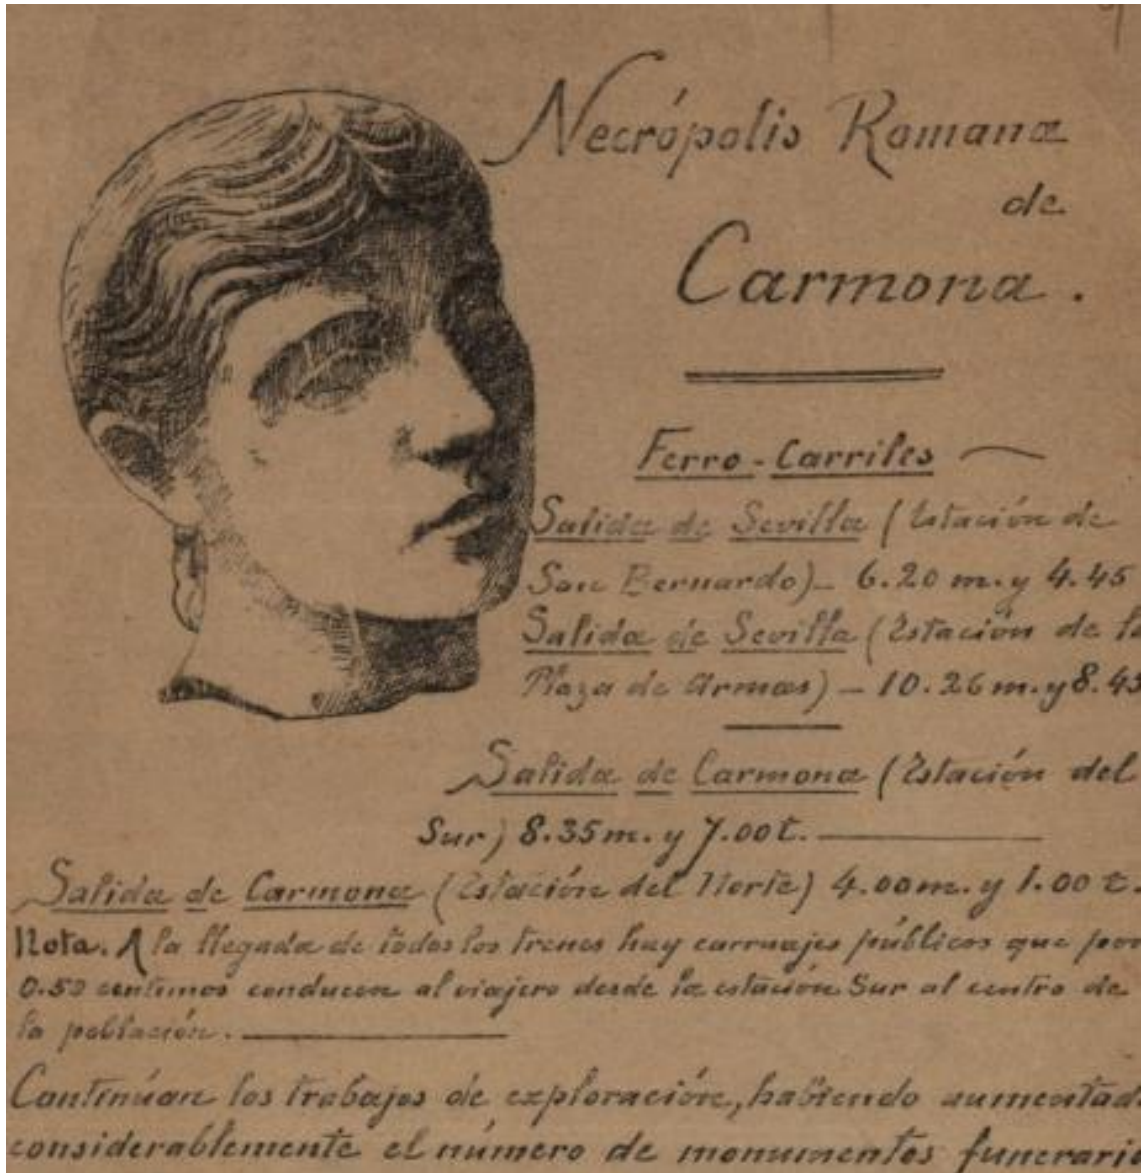 Necrópolis Romana
de
Carmona.
Ferro-Carriles
Salida de Sevilla (Estación de
San Bernardo)– 6.20 m. y 4.45
Salida de Sevilla (Estación de la
Plaza de Armas) – 10.26 m. y 8.45
Salida de Carmona (Estación del
Sur) 8.35 m. y 7.00 t.
Salida de Carmona (Estación del Norte) 4.00 m. y 1.00 t.
Nota. A la llegada de todos los trenes hay carruajes públicos que por
0.50 centimos conducen al viajero desde la estación Sur al centro de
la población.
Continúan los trabajos de exploración, habiendo aumentad
considerablemente el número de monumentos funerari